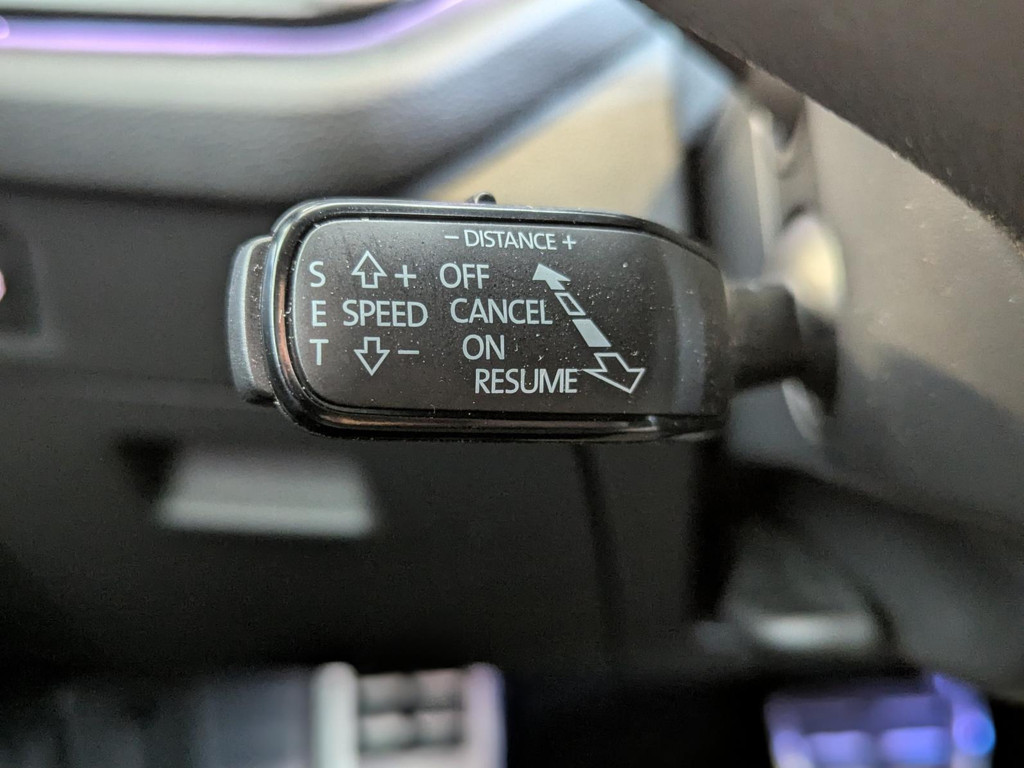 − DISTANCE +
S + OFF
E SPEED CANCEL
T − ON
RESUME